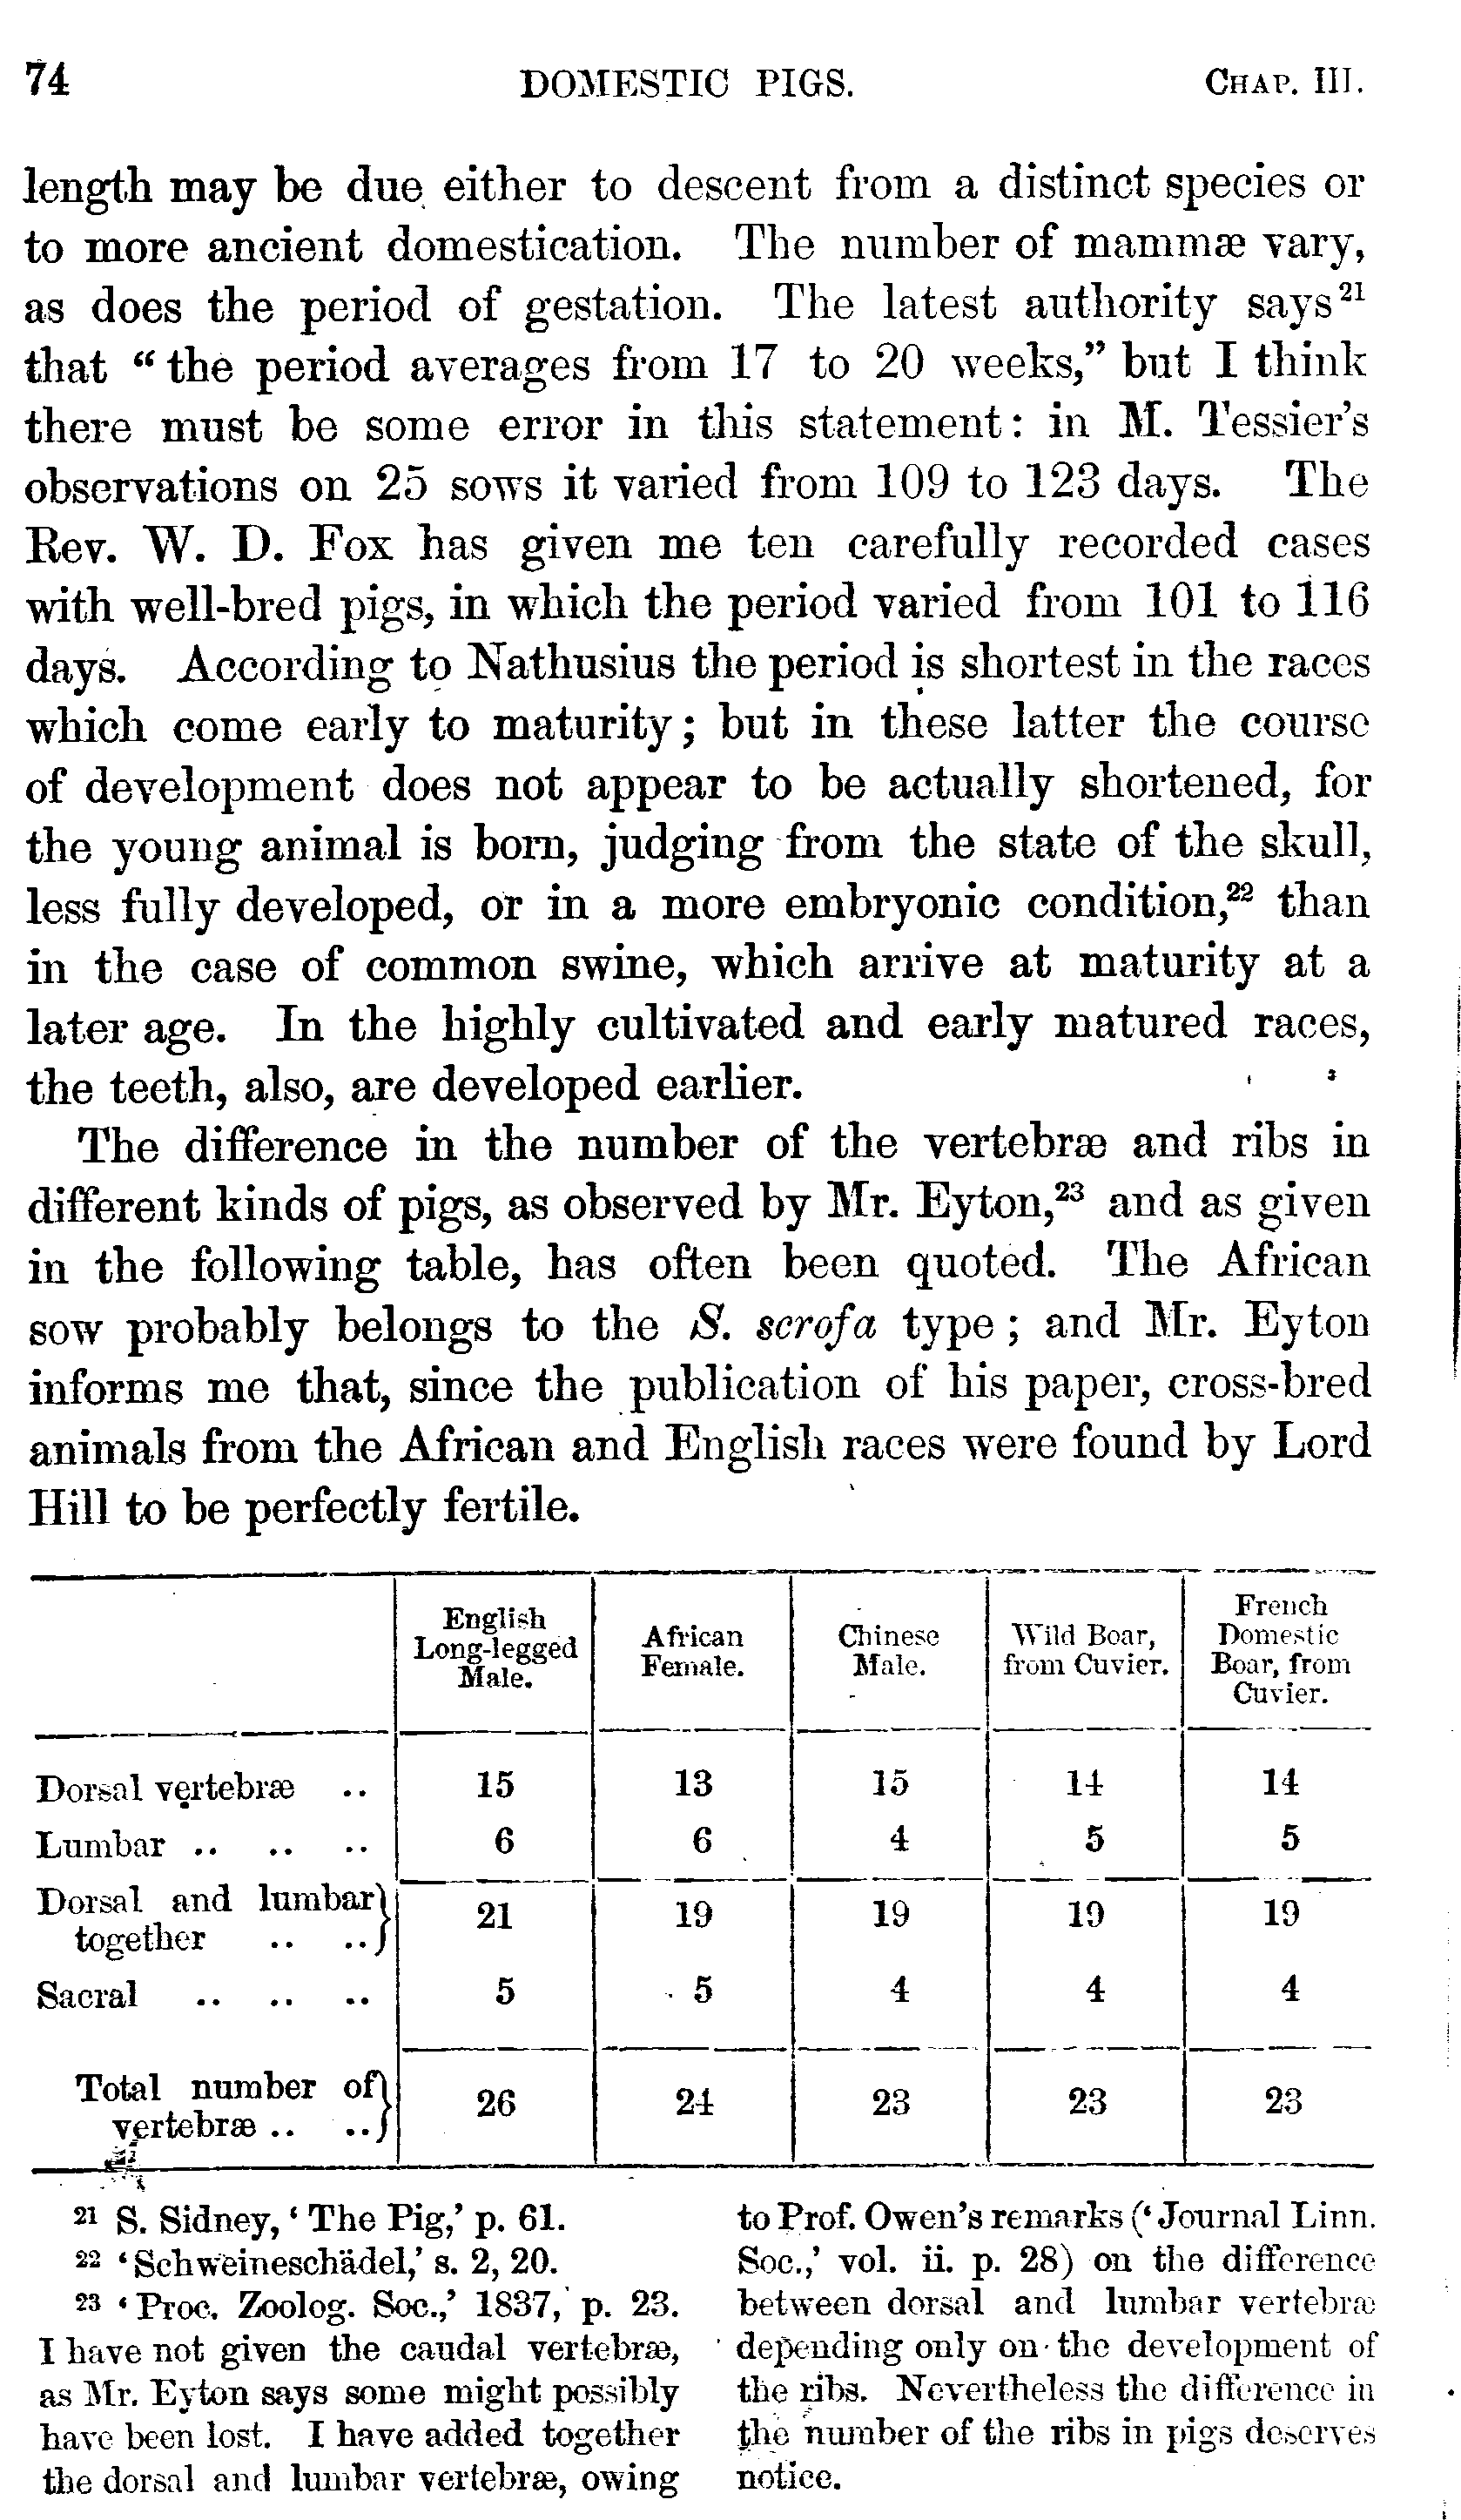 74 DOMESTIC PIGS. CHAP. III.
length may be due either to descent from a distinct species or
to more ancient domestication. The number of mammæ vary,
as does the period of gestation. The latest authority says²¹
that “the period averages from 17 to 20 weeks,” but I think
there must be some error in this statement: in M. Tessier’s
observations on 25 sows it varied from 109 to 123 days. The
Rev. W. D. Fox has given me ten carefully recorded cases
with well-bred pigs, in which the period varied from 101 to 116
days. According to Nathusius the period is shortest in the races
which come early to maturity; but in these latter the course
of development does not appear to be actually shortened, for
the young animal is born, judging from the state of the skull,
less fully developed, or in a more embryonic condition,²² than
in the case of common swine, which arrive at maturity at a
later age. In the highly cultivated and early matured races,
the teeth, also, are developed earlier.
The difference in the number of the vertebræ and ribs in
different kinds of pigs, as observed by Mr. Eyton,²³ and as given
in the following table, has often been quoted. The African
sow probably belongs to the S. scrofa type; and Mr. Eyton
informs me that, since the publication of his paper, cross-bred
animals from the African and English races were found by Lord
Hill to be perfectly fertile.
English
Long-legged
Male.
African
Female.
Chinese
Male.
Wild Boar,
from Cuvier.
French
Domestic
Boar, from
Cuvier.
Dorsal vertebræ .. 15 13 15 14 14
Lumbar .. .. .. 6 6 4 5 5
Dorsal and lumbar}
together .. ..} 21 19 19 19 19
Sacral .. .. .. 5 5 4 4 4
Total number of}
vertebræ .. ..} 26 24 23 23 23
²¹ S. Sidney, ‘The Pig,’ p. 61.
²² ‘Schweineschädel,’ s. 2, 20.
²³ ‘Proc. Zoolog. Soc.,’ 1837, p. 23.
I have not given the caudal vertebræ,
as Mr. Eyton says some might possibly
have been lost. I have added together
the dorsal and lumbar vertebræ, owing
to Prof. Owen’s remarks (‘Journal Linn.
Soc.,’ vol. ii. p. 28) on the difference
between dorsal and lumbar vertebræ
depending only on the development of
the ribs. Nevertheless the difference in
the number of the ribs in pigs deserves
notice.